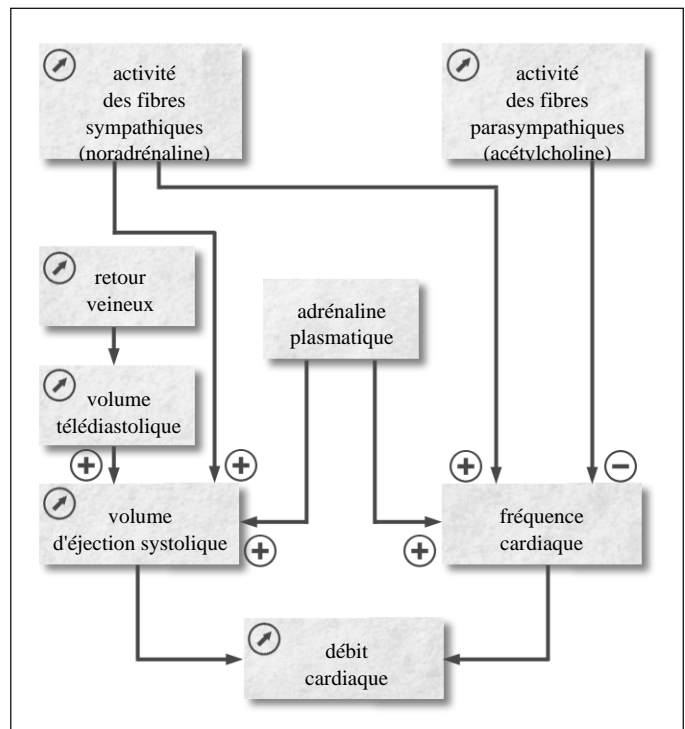 activité
des fibres
sympathiques
(noradrénaline)
activité
des fibres
parasympathiques
(acétylcholine)
retour
veineux
adrénaline
plasmatique
volume
télédiastolique
+
+
+
−
volume
d'éjection systolique
+
+
fréquence
cardiaque
débit
cardiaque